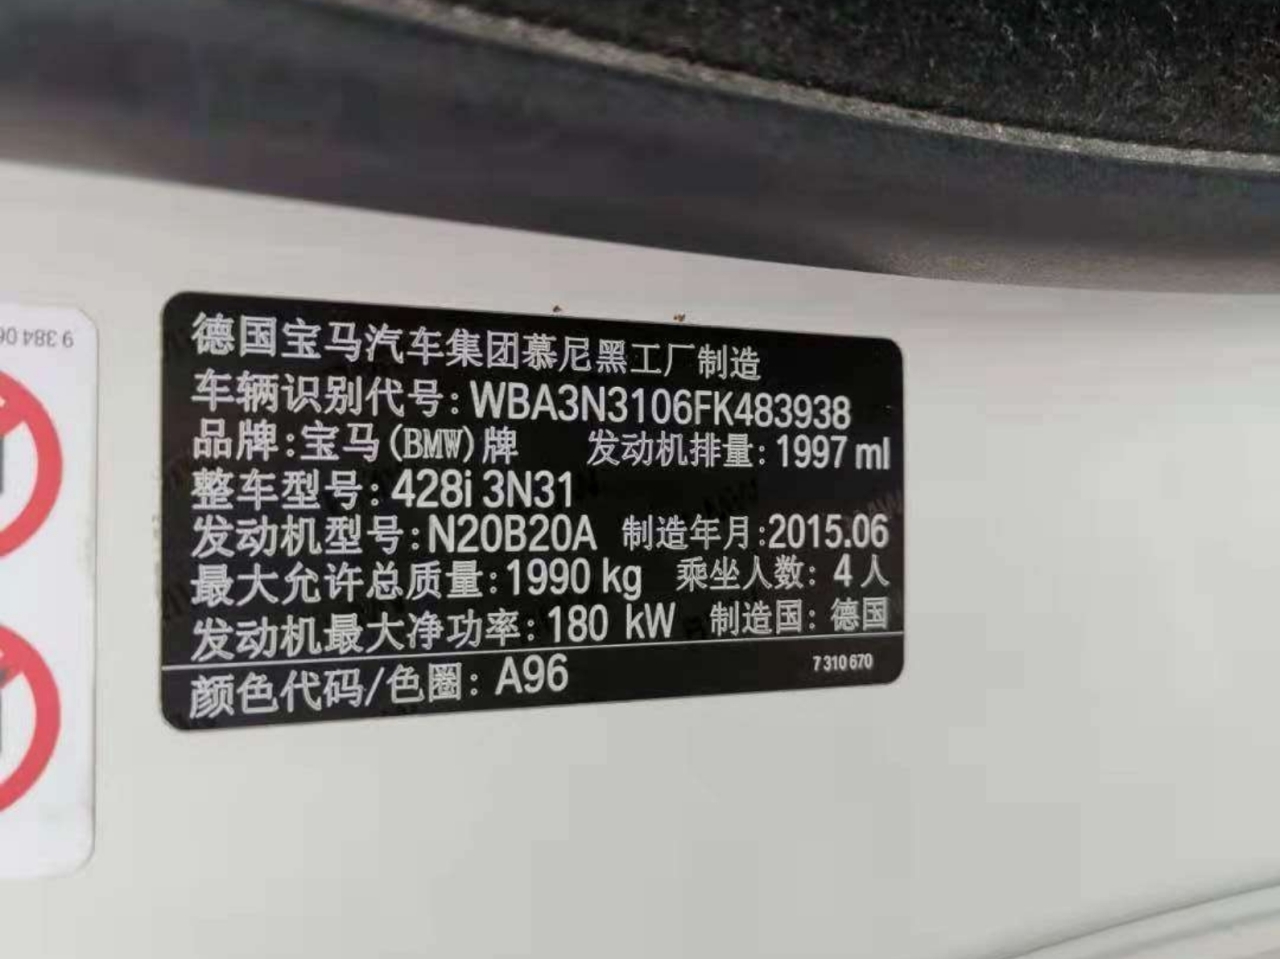 德国宝马汽车集团慕尼黑工厂制造
车辆识别代号: WBA3N3106FK483938
品牌: 宝马(BMW)牌 发动机排量: 1997 ml
整车型号: 428i 3N31
发动机型号: N20B20A 制造年月: 2015.06
最大允许总质量: 1990 kg 乘坐人数: 4 人
发动机最大净功率: 180 kW 制造国: 德国
颜色代码/色圈: A96 7 310 670
9 384 06